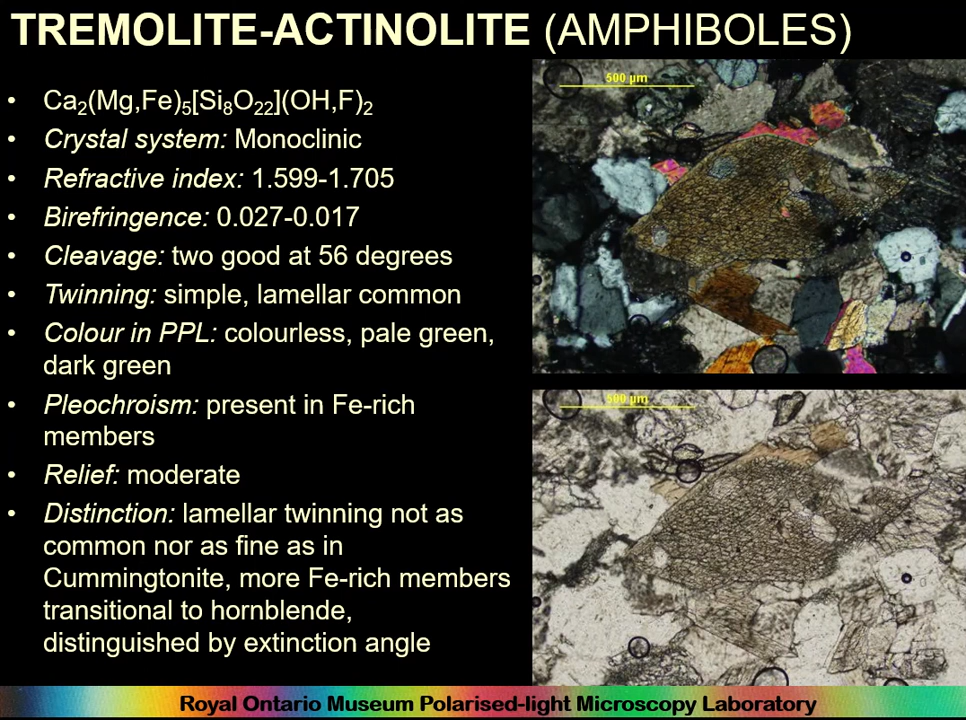 TREMOLITE-ACTINOLITE (AMPHIBOLES)
• Ca₂(Mg,Fe)₅[Si₈O₂₂](OH,F)₂
• Crystal system: Monoclinic
• Refractive index: 1.599-1.705
• Birefringence: 0.027-0.017
• Cleavage: two good at 56 degrees
• Twinning: simple, lamellar common
• Colour in PPL: colourless, pale green,
dark green
• Pleochroism: present in Fe-rich
members
• Relief: moderate
• Distinction: lamellar twinning not as
common nor as fine as in
Cummingtonite, more Fe-rich members
transitional to hornblende,
distinguished by extinction angle
500 µm
500 µm
Royal Ontario Museum Polarised-light Microscopy Laboratory